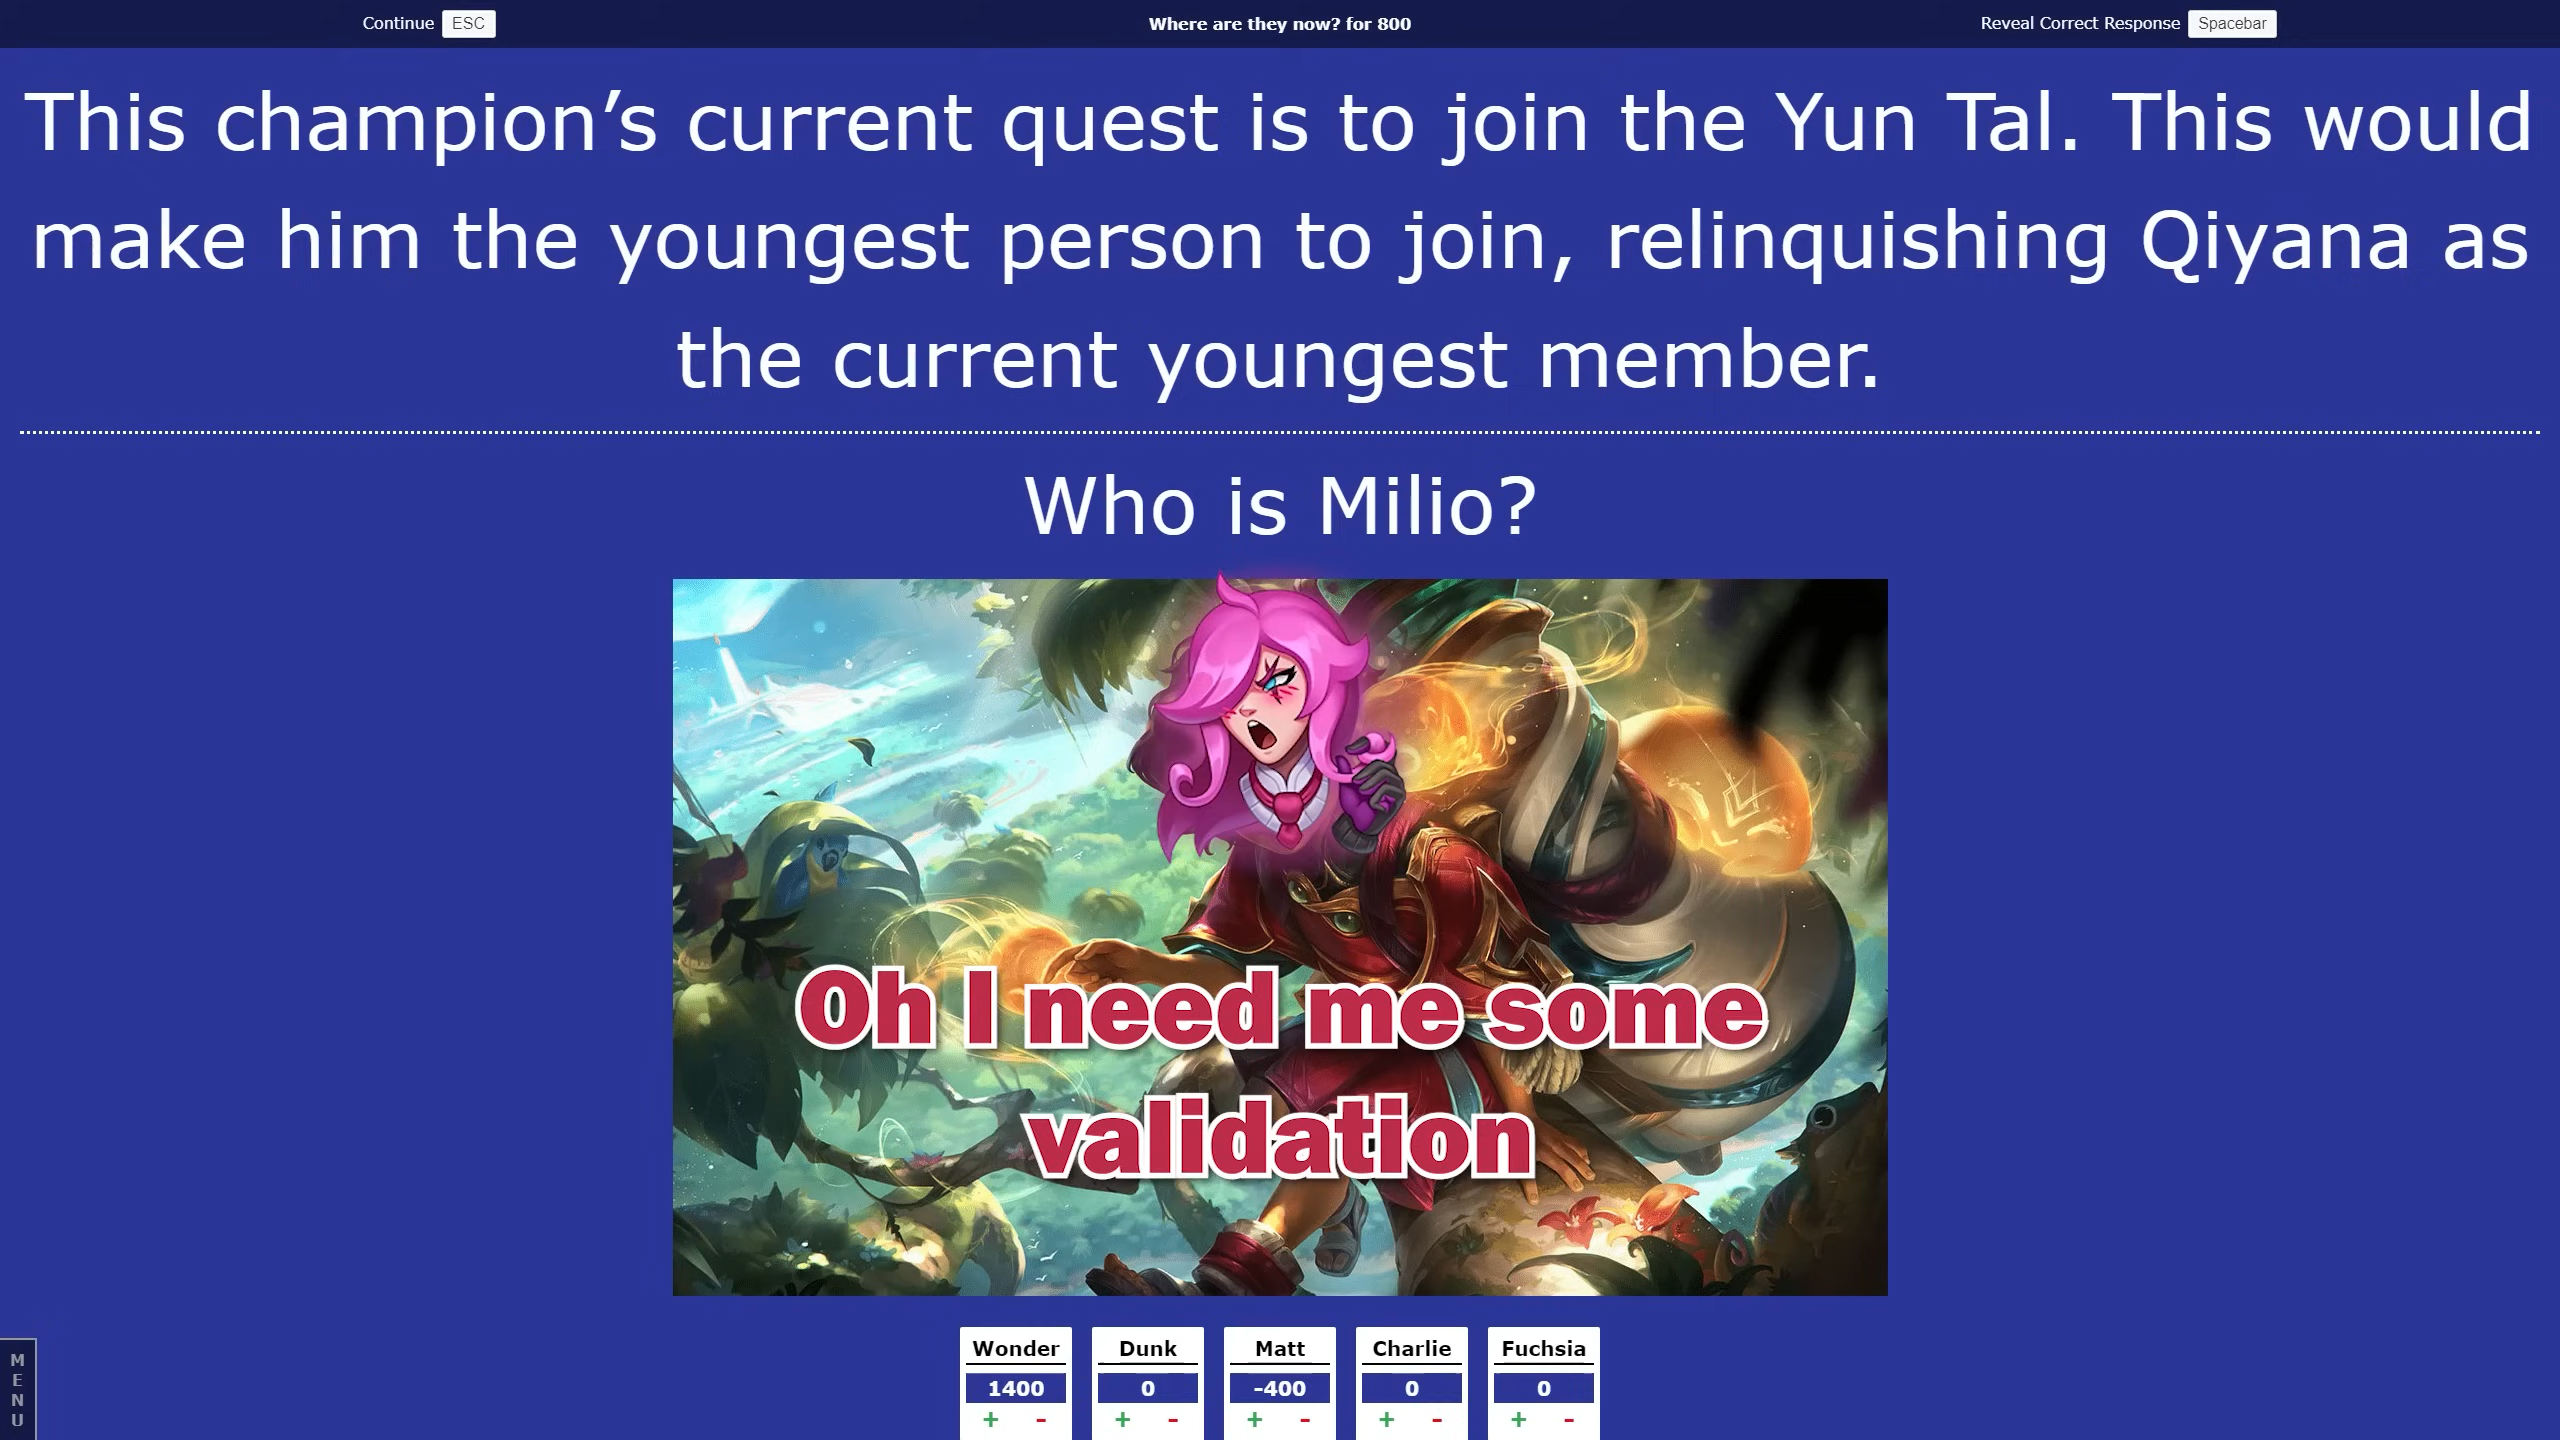 Continue ESC
Where are they now? for 800
Reveal Correct Response Spacebar
This champion’s current quest is to join the Yun Tal. This would
make him the youngest person to join, relinquishing Qiyana as
the current youngest member.
Who is Milio?
Oh I need me some
validation
MENU
Wonder Dunk Matt Charlie Fuchsia
1400 0 -400 0 0
+ - + - + - + - + -